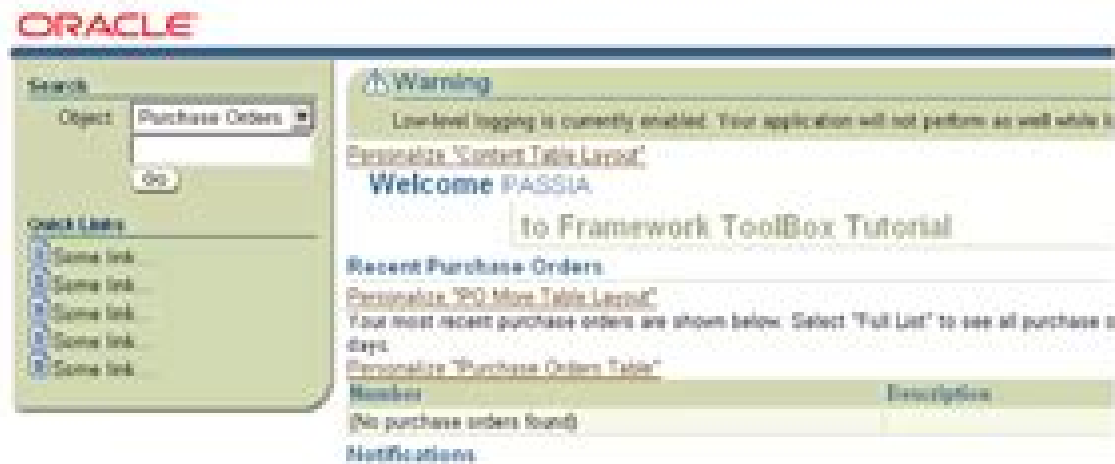 ORACLE
Search
Object Purchase Orders
Go
Quick Links
Some link...
Some link...
Some link...
Some link...
Some link...
Warning
Low-level logging is currently enabled. Your application will not perform as well while
Personalize "Content Table Layout"
Welcome PASSIA
to Framework ToolBox Tutorial
Recent Purchase Orders
Personalize "PO More Table Layout"
Your most recent purchase orders are shown below. Select "Full List" to see all purchase
days.
Personalize "Purchase Orders Table"
Number Description
(No purchase orders found)
Notifications